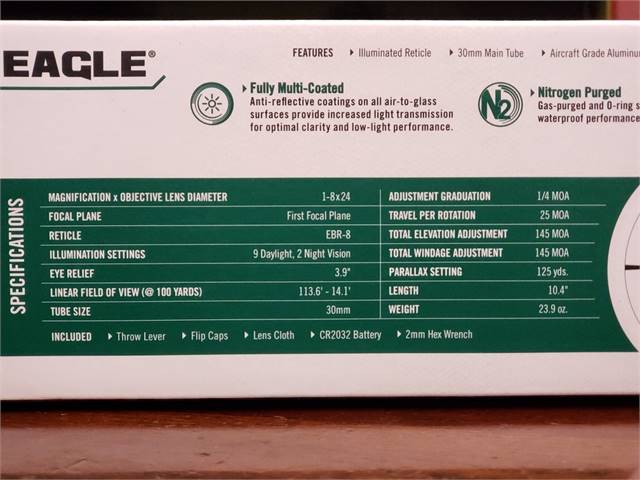 EAGLE®
FEATURES ▸ Illuminated Reticle ▸ 30mm Main Tube ▸ Aircraft Grade Aluminu
▸ Fully Multi-Coated
Anti-reflective coatings on all air-to-glass
surfaces provide increased light transmission
for optimal clarity and low-light performance.
N2
▸ Nitrogen Purged
Gas-purged and O-ring s
waterproof performance
SPECIFICATIONS
MAGNIFICATION x OBJECTIVE LENS DIAMETER 1-8x24
FOCAL PLANE First Focal Plane
RETICLE EBR-8
ILLUMINATION SETTINGS 9 Daylight, 2 Night Vision
EYE RELIEF 3.9"
LINEAR FIELD OF VIEW (@ 100 YARDS) 113.6' - 14.1'
TUBE SIZE 30mm
ADJUSTMENT GRADUATION 1/4 MOA
TRAVEL PER ROTATION 25 MOA
TOTAL ELEVATION ADJUSTMENT 145 MOA
TOTAL WINDAGE ADJUSTMENT 145 MOA
PARALLAX SETTING 125 yds.
LENGTH 10.4"
WEIGHT 23.9 oz.
INCLUDED ▸ Throw Lever ▸ Flip Caps ▸ Lens Cloth ▸ CR2032 Battery ▸ 2mm Hex Wrench